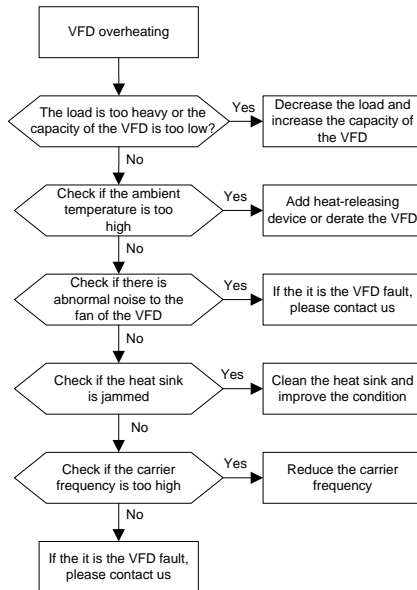 VFD overheating
The load is too heavy or the
capacity of the VFD is too low?
Yes
Decrease the load and
increase the capacity of
the VFD
No
Check if the ambient
temperature is too
high
Yes
Add heat-releasing
device or derate the VFD
No
Check if there is
abnormal noise to the
fan of the VFD
Yes
If the it is the VFD fault,
please contact us
No
Check if the heat sink
is jammed
Yes
Clean the heat sink and
improve the condition
No
Check if the carrier
frequency is too high
Yes
Reduce the carrier
frequency
No
If the it is the VFD fault,
please contact us